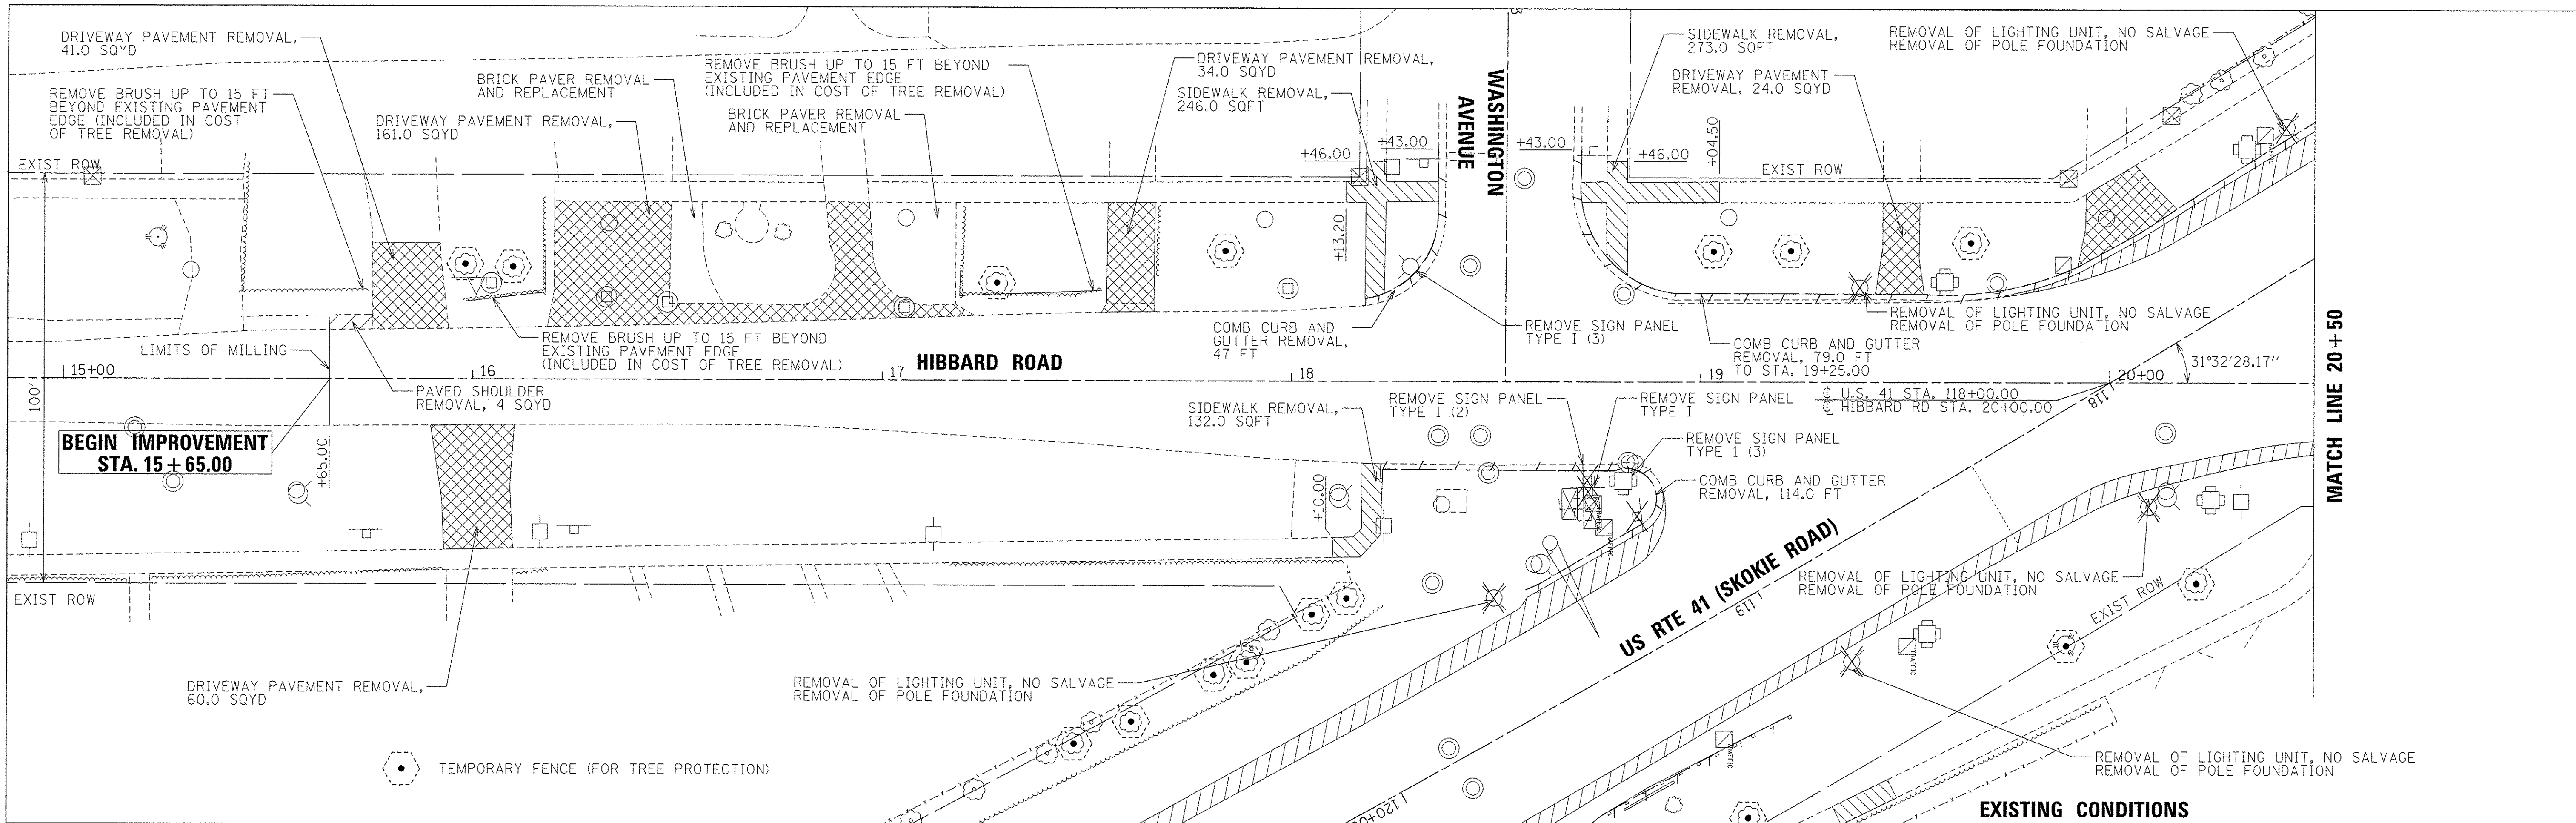 DRIVEWAY PAVEMENT REMOVAL,
41.0 SQYD
REMOVE BRUSH UP TO 15 FT
BEYOND EXISTING PAVEMENT
EDGE (INCLUDED IN COST
OF TREE REMOVAL)
BRICK PAVER REMOVAL
AND REPLACEMENT
DRIVEWAY PAVEMENT REMOVAL,
161.0 SQYD
REMOVE BRUSH UP TO 15 FT BEYOND
EXISTING PAVEMENT EDGE
(INCLUDED IN COST OF TREE REMOVAL)
BRICK PAVER REMOVAL
AND REPLACEMENT
DRIVEWAY PAVEMENT REMOVAL,
34.0 SQYD
SIDEWALK REMOVAL,
246.0 SQFT
WASHINGTON
AVENUE
SIDEWALK REMOVAL,
273.0 SQFT
DRIVEWAY PAVEMENT
REMOVAL, 24.0 SQYD
REMOVAL OF LIGHTING UNIT, NO SALVAGE
REMOVAL OF POLE FOUNDATION
EXIST ROW
+46.00
+43.00
+43.00
+46.00
+04.50
EXIST ROW
TRAFFIC
+13.20
100'
LIMITS OF MILLING
REMOVE BRUSH UP TO 15 FT BEYOND
EXISTING PAVEMENT EDGE
(INCLUDED IN COST OF TREE REMOVAL)
HIBBARD ROAD
COMB CURB AND
GUTTER REMOVAL,
47 FT
REMOVE SIGN PANEL
TYPE I (3)
REMOVAL OF LIGHTING UNIT, NO SALVAGE
REMOVAL OF POLE FOUNDATION
COMB CURB AND GUTTER
REMOVAL, 79.0 FT
TO STA. 19+25.00
31°32'28.17''
MATCH LINE 20+50
15+00
16
17
18
19
20+00
118
PAVED SHOULDER
REMOVAL, 4 SQYD
℄ U.S. 41 STA. 118+00.00
℄ HIBBARD RD STA. 20+00.00
BEGIN IMPROVEMENT
STA. 15+65.00
+65.00
SIDEWALK REMOVAL,
132.0 SQFT
REMOVE SIGN PANEL
TYPE I (2)
REMOVE SIGN PANEL
TYPE I
REMOVE SIGN PANEL
TYPE 1 (3)
COMB CURB AND GUTTER
REMOVAL, 114.0 FT
+10.00
TRAFFIC
EXIST ROW
US RTE 41 (SKOKIE ROAD)
119
REMOVAL OF LIGHTING UNIT, NO SALVAGE
REMOVAL OF POLE FOUNDATION
EXIST ROW
TRAFFIC
DRIVEWAY PAVEMENT REMOVAL,
60.0 SQYD
REMOVAL OF LIGHTING UNIT, NO SALVAGE
REMOVAL OF POLE FOUNDATION
TRAFFIC
REMOVAL OF LIGHTING UNIT, NO SALVAGE
REMOVAL OF POLE FOUNDATION
TEMPORARY FENCE (FOR TREE PROTECTION)
EXISTING CONDITIONS